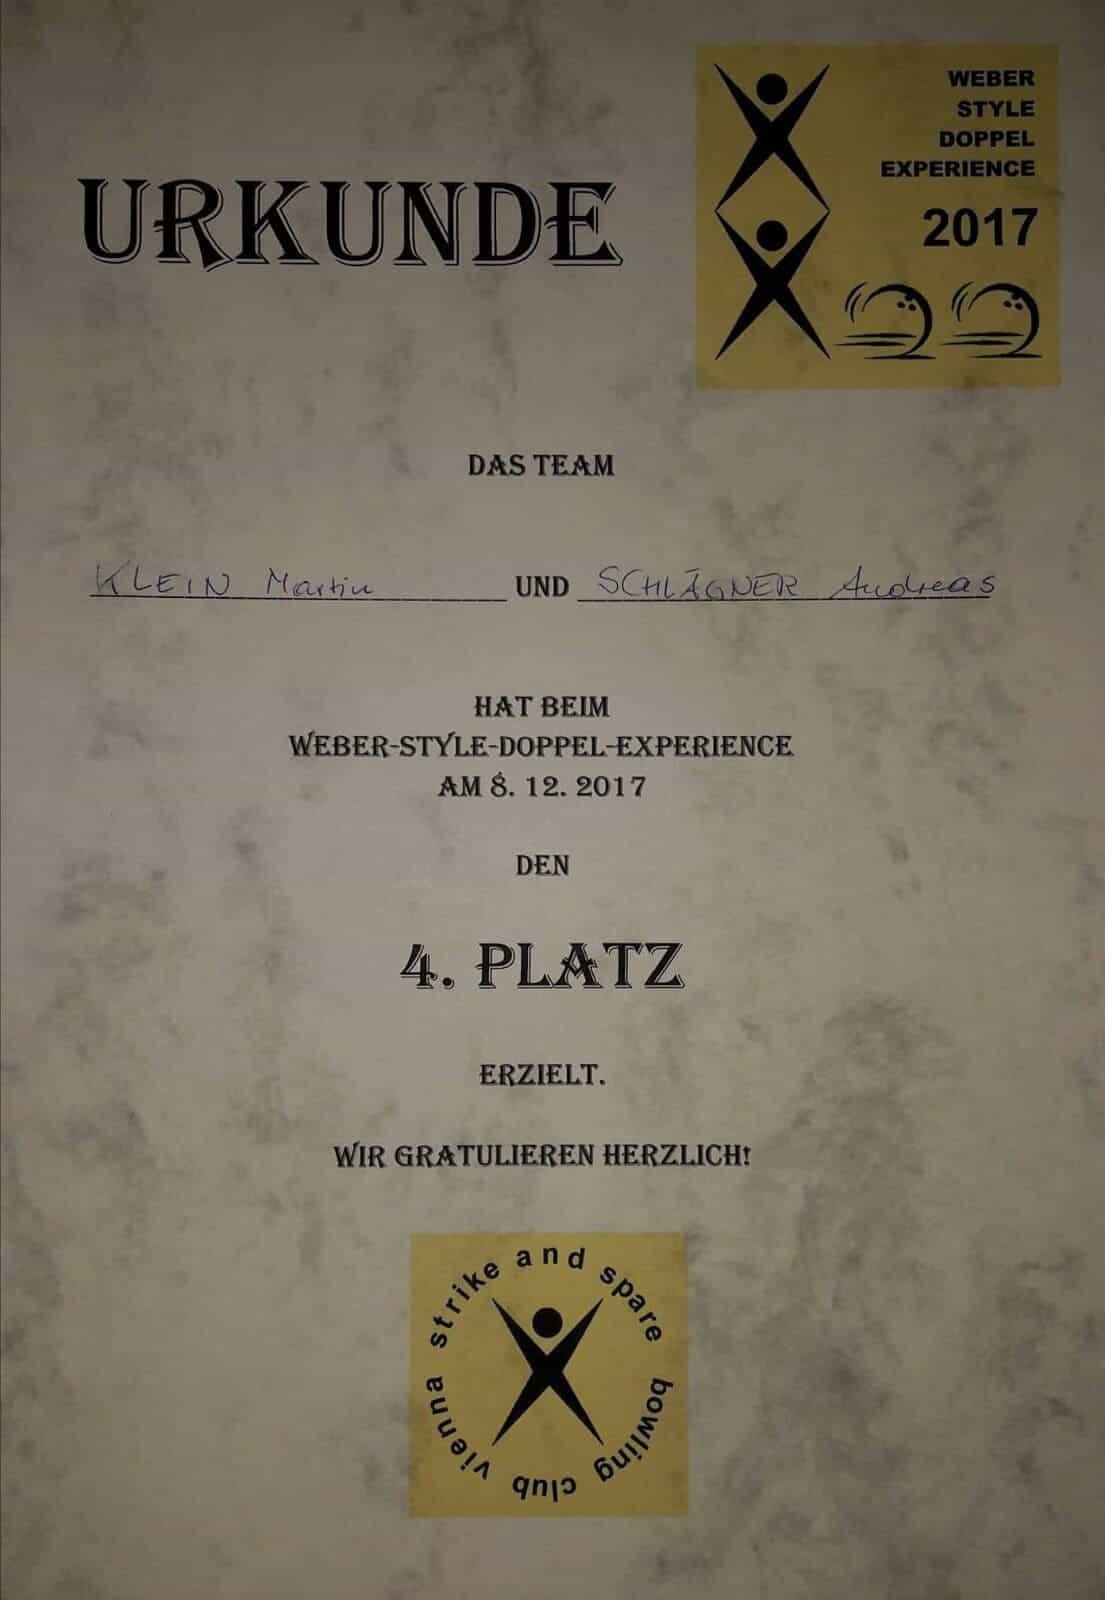 URKUNDE
WEBER
STYLE
DOPPEL
EXPERIENCE
2017
DAS TEAM
KLEIN Martin UND SCHLÄGNER Andreas
HAT BEIM
WEBER-STYLE-DOPPEL-EXPERIENCE
AM 8. 12. 2017
DEN
4. PLATZ
ERZIELT.
WIR GRATULIEREN HERZLICH!
strike and spare bowling club vienna